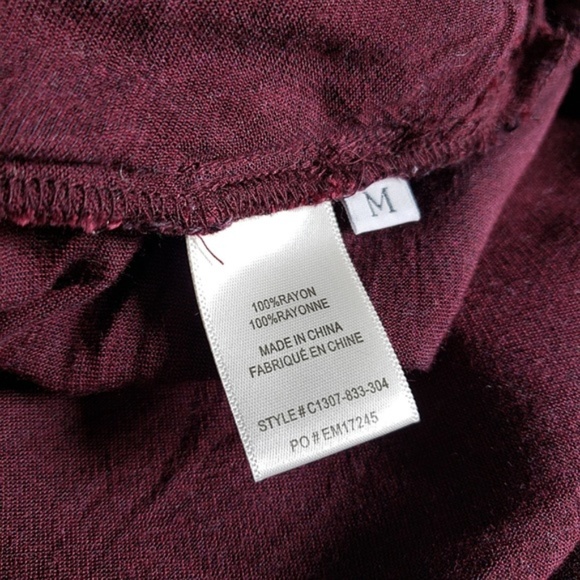 M
100%RAYON
100%RAYONNE
MADE IN CHINA
FABRIQUÉ EN CHINE
STYLE # C1307-833-304
PO # EM17245